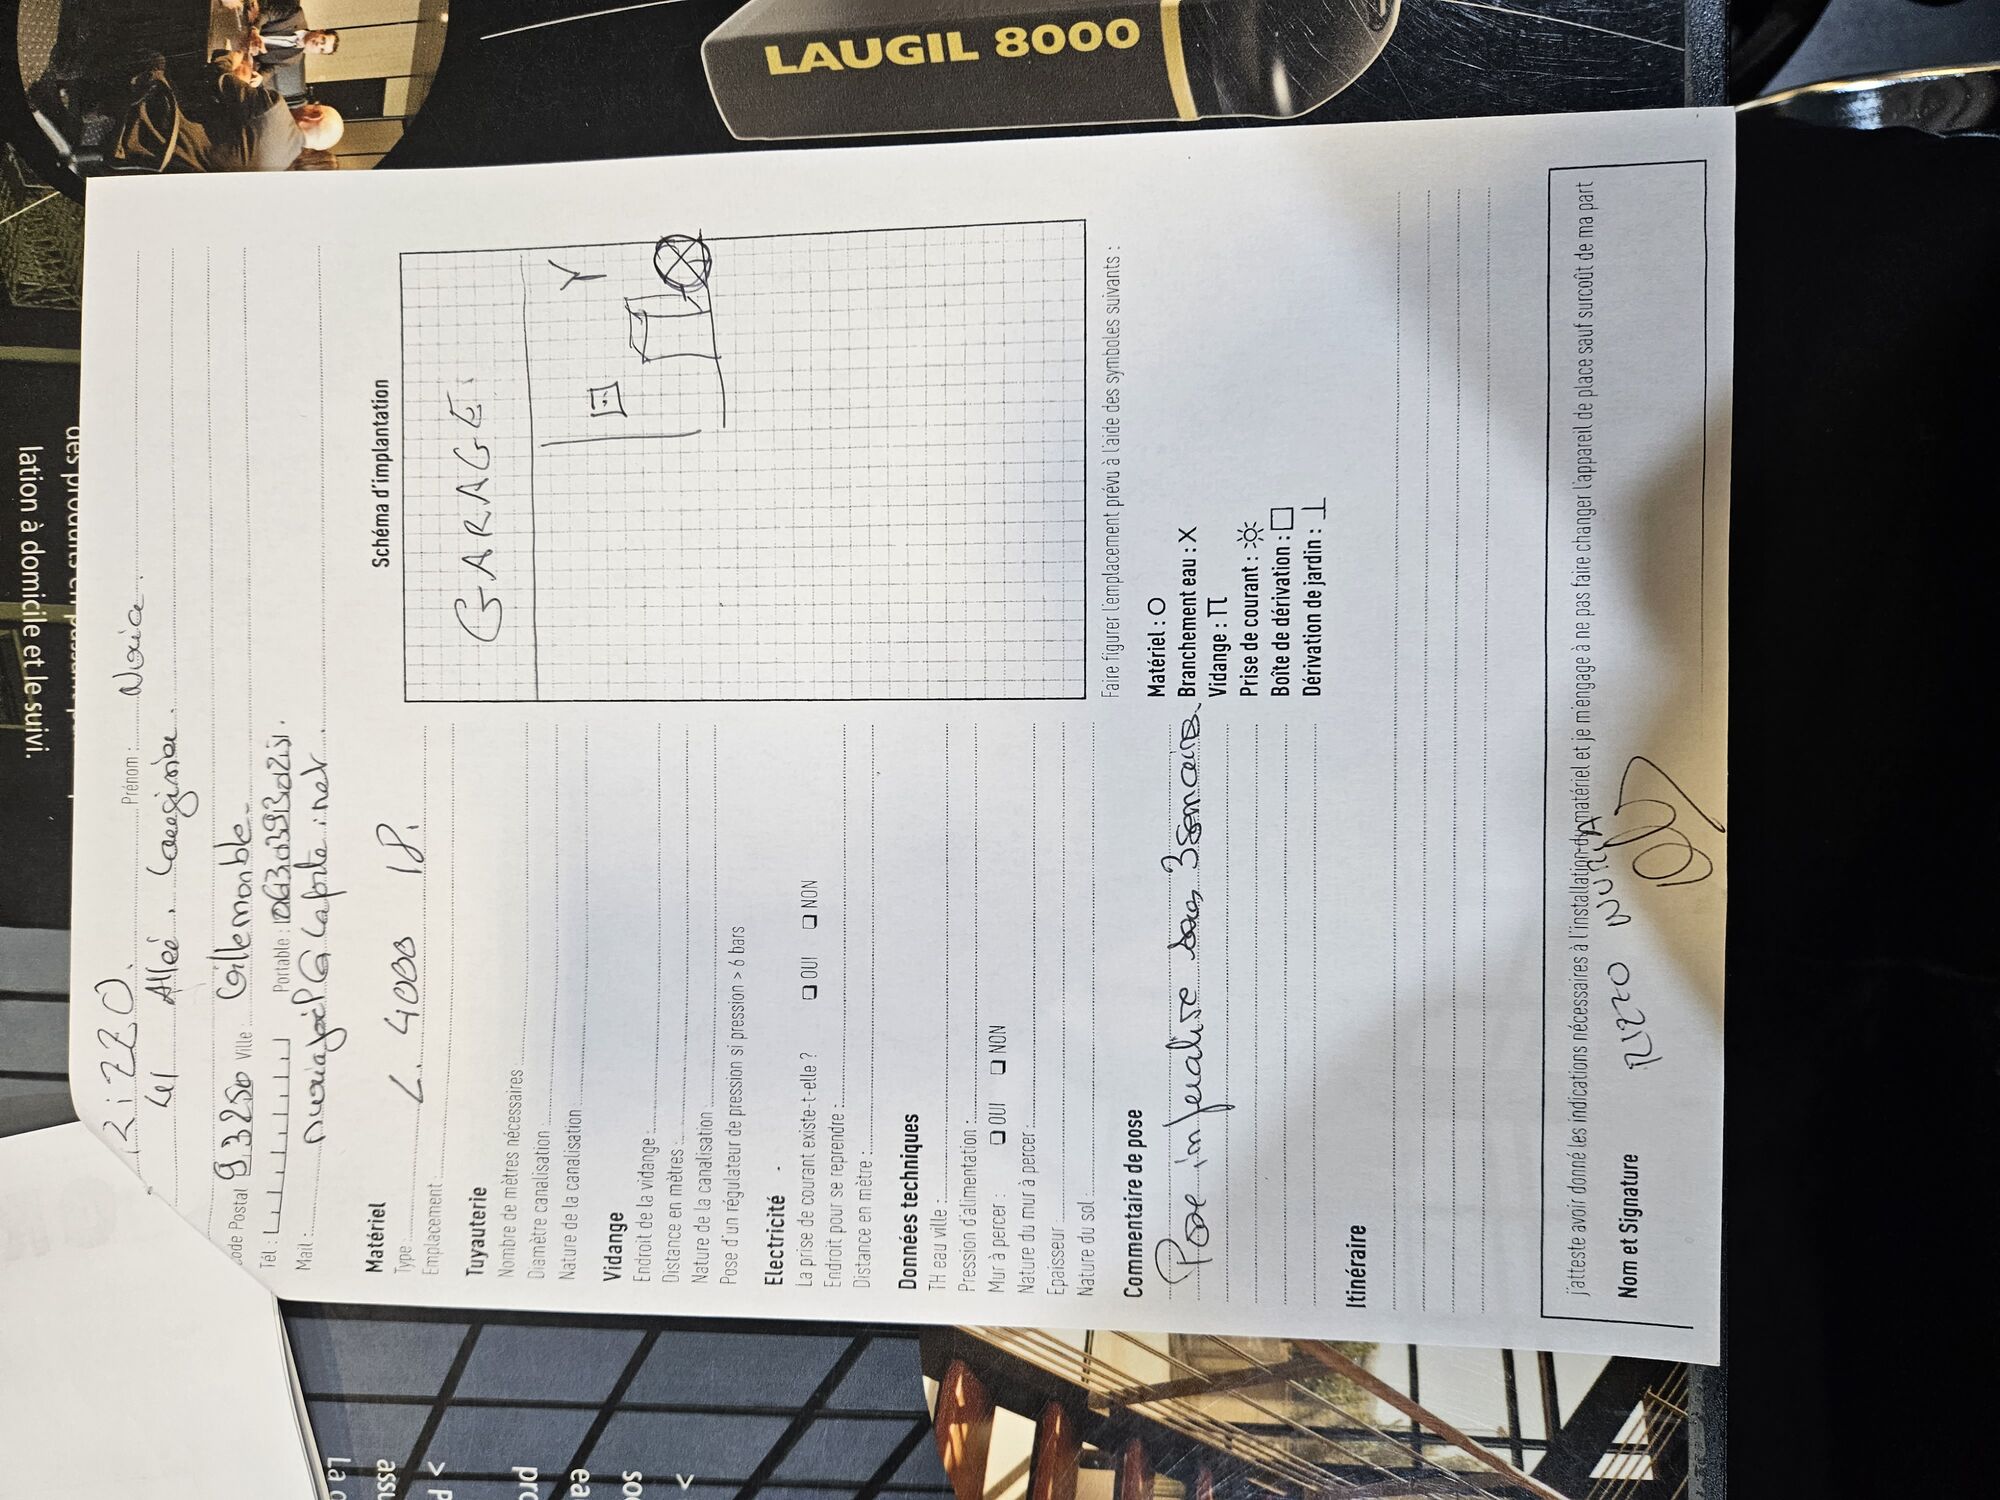 LAUGIL 8000
lation à domicile et le suivi.
RIZZO. Prénom : Maria.
41 Allée
Code Postal 93250 Ville
Tél : Portable :
Mail :
Matériel
Type : L. 4000 18.
Emplacement :
Tuyauterie
Nombre de mètres nécessaires
Diamètre canalisation :
Nature de la canalisation
Vidange
Endroit de la vidange :
Distance en mètres :
Nature de la canalisation :
Pose d'un régulateur de pression si pression > 6 bars
Electricité
La prise de courant existe-t-elle ? OUI NON
Endroit pour se reprendre :
Distance en mètre :
Données techniques
TH eau ville :
Pression d'alimentation :
Mur à percer : OUI NON
Nature du mur à percer :
Epaisseur
Nature du sol
Schéma d'implantation
GARAGE.
Faire figurer l'emplacement prévu à l'aide des symboles suivants :
Matériel : O
Branchement eau : X
Vidange :
Prise de courant :
Boîte de dérivation :
Dérivation de jardin :
Commentaire de pose
Pose 3
Itinéraire
j'atteste avoir donné les indications nécessaires à l'installation du matériel et je m'engage à ne pas faire changer l'appareil de place sauf surcoût de ma part
Nom et Signature RIZZO